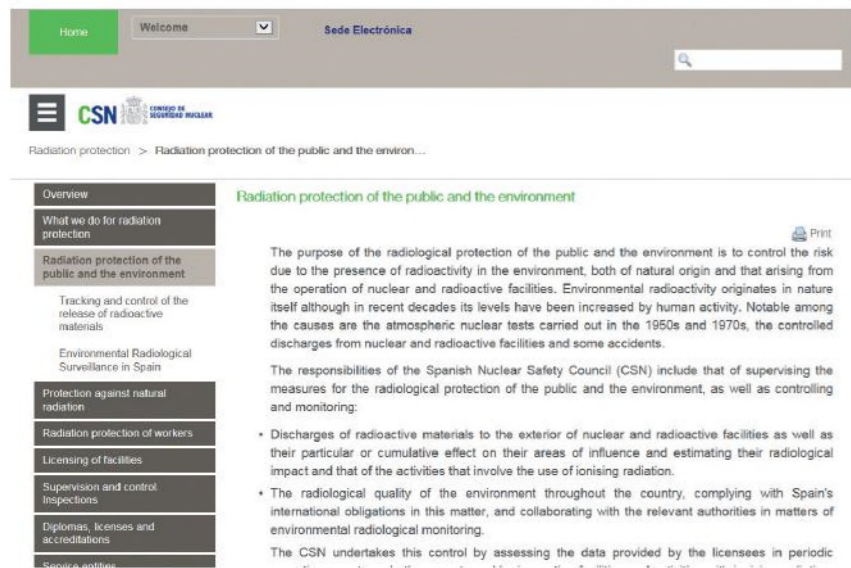 Home
Welcome
Sede Electrónica
CSN
CONSEJO DE
SEGURIDAD NUCLEAR
Radiation protection > Radiation protection of the public and the environ...
Overview
What we do for radiation
protection
Radiation protection of the
public and the environment
Tracking and control of the
release of radioactive
materials
Environmental Radiological
Surveillance in Spain
Protection against natural
radiation
Radiation protection of workers
Licensing of facilities
Supervision and control.
Inspections
Diplomas, licenses and
accreditations
Service entities
Radiation protection of the public and the environment
Print
The purpose of the radiological protection of the public and the environment is to control the risk
due to the presence of radioactivity in the environment, both of natural origin and that arising from
the operation of nuclear and radioactive facilities. Environmental radioactivity originates in nature
itself although in recent decades its levels have been increased by human activity. Notable among
the causes are the atmospheric nuclear tests carried out in the 1950s and 1970s, the controlled
discharges from nuclear and radioactive facilities and some accidents.
The responsibilities of the Spanish Nuclear Safety Council (CSN) include that of supervising the
measures for the radiological protection of the public and the environment, as well as controlling
and monitoring:
• Discharges of radioactive materials to the exterior of nuclear and radioactive facilities as well as
their particular or cumulative effect on their areas of influence and estimating their radiological
impact and that of the activities that involve the use of ionising radiation.
• The radiological quality of the environment throughout the country, complying with Spain's
international obligations in this matter, and collaborating with the relevant authorities in matters of
environmental radiological monitoring.
The CSN undertakes this control by assessing the data provided by the licensees in periodic